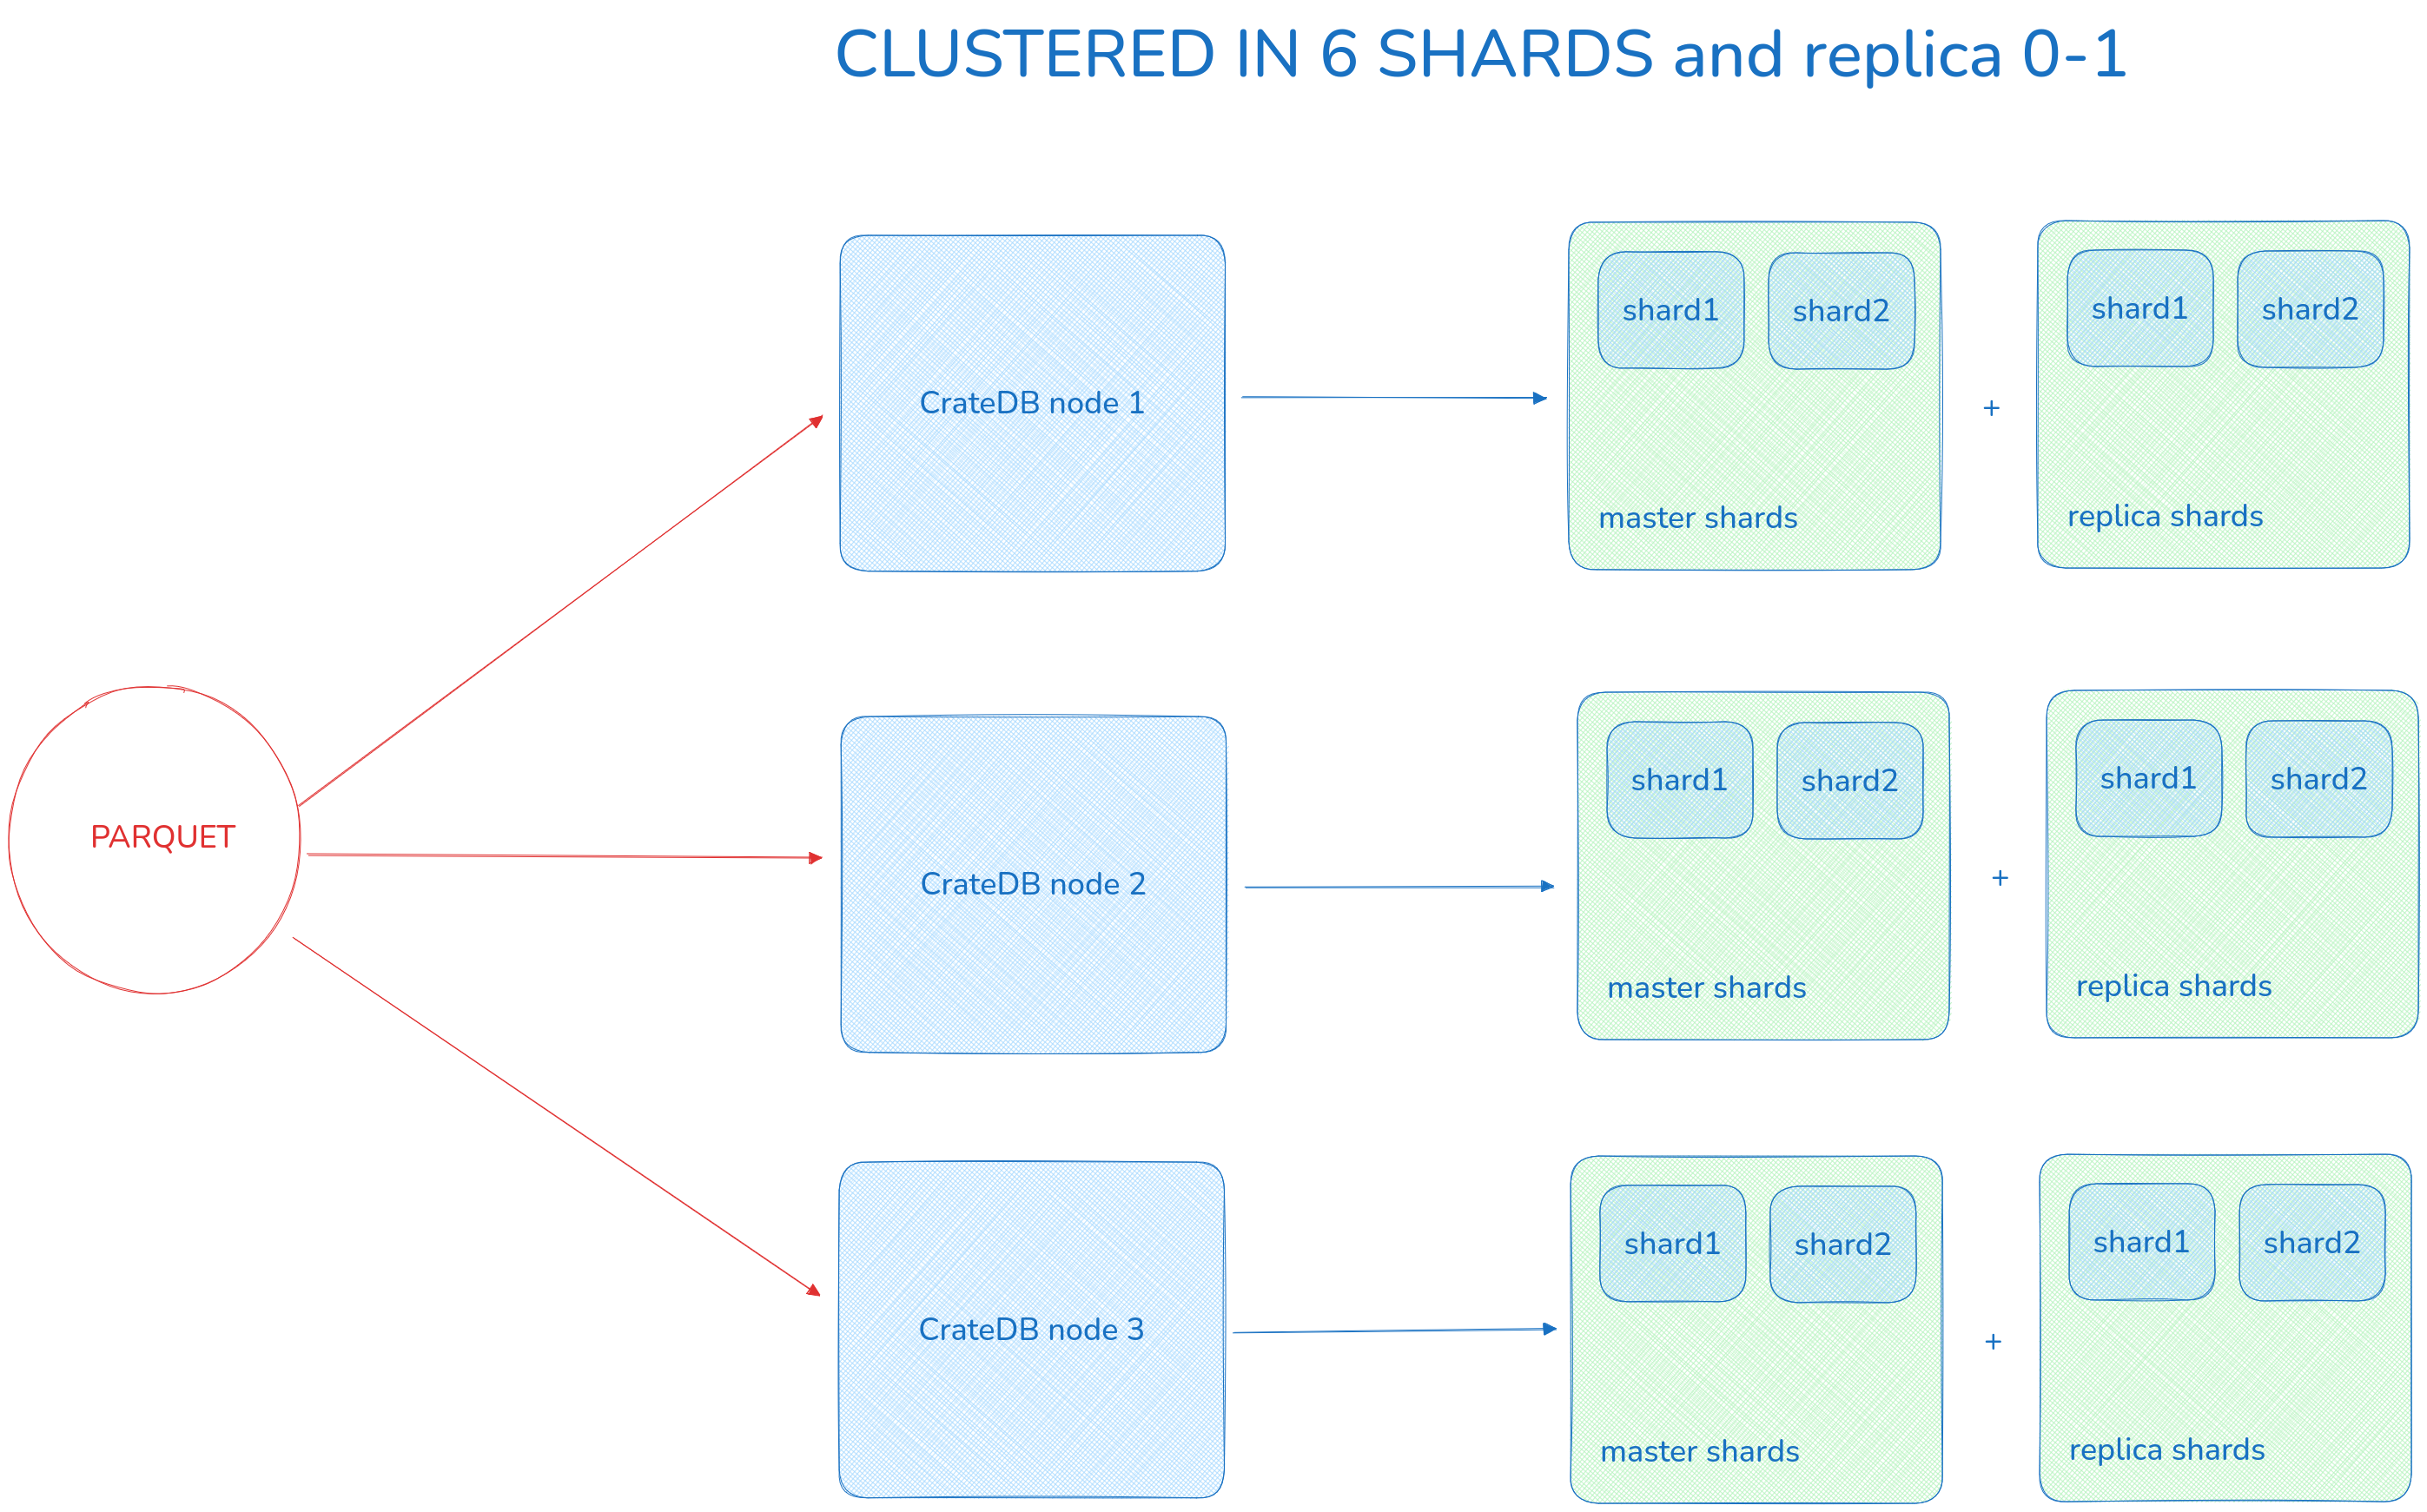 CLUSTERED IN 6 SHARDS and replica 0-1
shard1
shard2
shard1
shard2
CrateDB node 1
+
master shards
replica shards
shard1
shard2
shard1
shard2
PARQUET
CrateDB node 2
+
master shards
replica shards
shard1
shard2
shard1
shard2
CrateDB node 3
+
master shards
replica shards